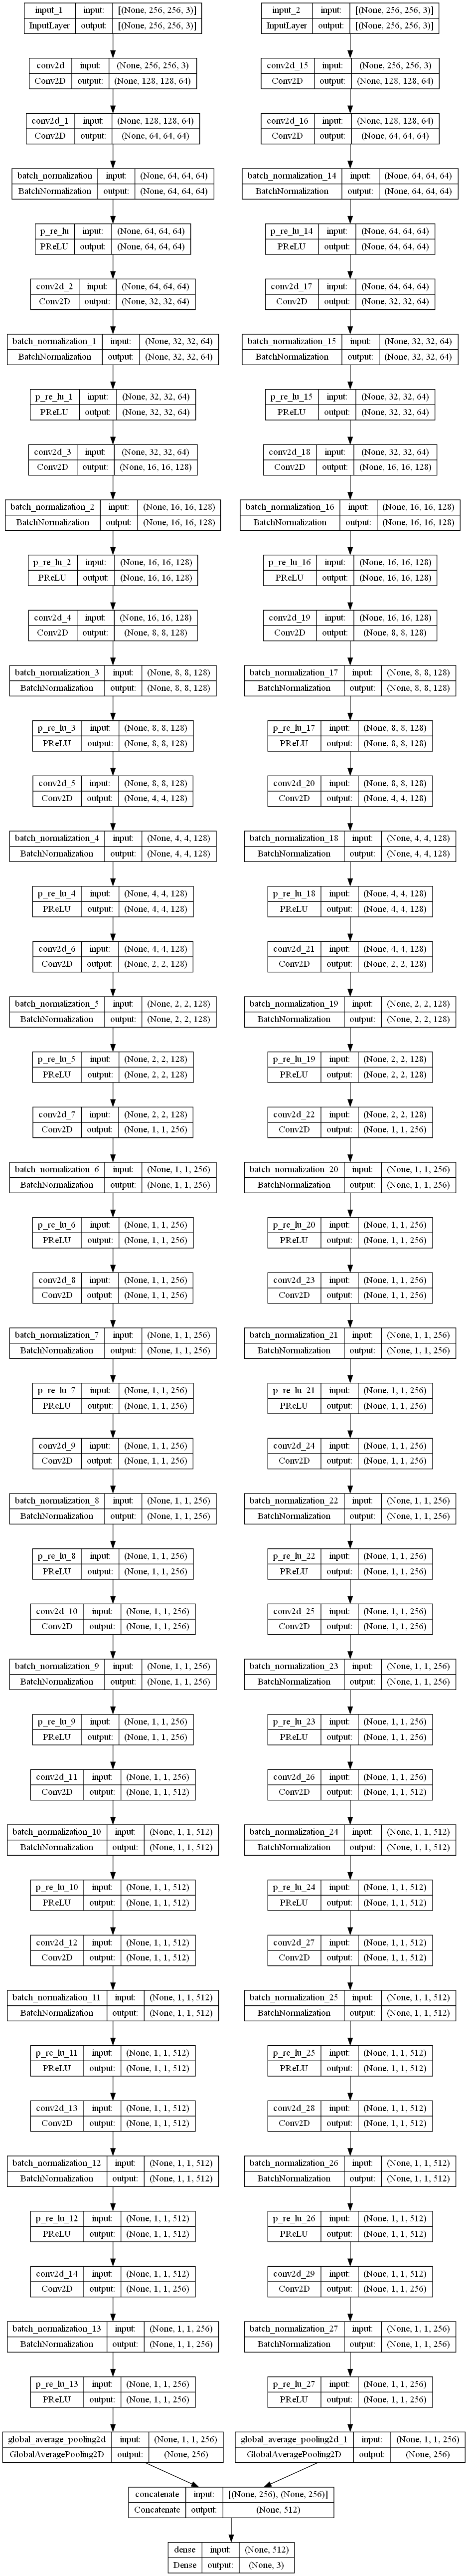 input_1 input: [(None, 256, 256, 3)]
InputLayer output: [(None, 256, 256, 3)]
conv2d input: (None, 256, 256, 3)
Conv2D output: (None, 128, 128, 64)
conv2d_1 input: (None, 128, 128, 64)
Conv2D output: (None, 64, 64, 64)
batch_normalization input: (None, 64, 64, 64)
BatchNormalization output: (None, 64, 64, 64)
p_re_lu input: (None, 64, 64, 64)
PReLU output: (None, 64, 64, 64)
conv2d_2 input: (None, 64, 64, 64)
Conv2D output: (None, 32, 32, 64)
batch_normalization_1 input: (None, 32, 32, 64)
BatchNormalization output: (None, 32, 32, 64)
p_re_lu_1 input: (None, 32, 32, 64)
PReLU output: (None, 32, 32, 64)
conv2d_3 input: (None, 32, 32, 64)
Conv2D output: (None, 16, 16, 128)
batch_normalization_2 input: (None, 16, 16, 128)
BatchNormalization output: (None, 16, 16, 128)
p_re_lu_2 input: (None, 16, 16, 128)
PReLU output: (None, 16, 16, 128)
conv2d_4 input: (None, 16, 16, 128)
Conv2D output: (None, 8, 8, 128)
batch_normalization_3 input: (None, 8, 8, 128)
BatchNormalization output: (None, 8, 8, 128)
p_re_lu_3 input: (None, 8, 8, 128)
PReLU output: (None, 8, 8, 128)
conv2d_5 input: (None, 8, 8, 128)
Conv2D output: (None, 4, 4, 128)
batch_normalization_4 input: (None, 4, 4, 128)
BatchNormalization output: (None, 4, 4, 128)
p_re_lu_4 input: (None, 4, 4, 128)
PReLU output: (None, 4, 4, 128)
conv2d_6 input: (None, 4, 4, 128)
Conv2D output: (None, 2, 2, 128)
batch_normalization_5 input: (None, 2, 2, 128)
BatchNormalization output: (None, 2, 2, 128)
p_re_lu_5 input: (None, 2, 2, 128)
PReLU output: (None, 2, 2, 128)
conv2d_7 input: (None, 2, 2, 128)
Conv2D output: (None, 1, 1, 256)
batch_normalization_6 input: (None, 1, 1, 256)
BatchNormalization output: (None, 1, 1, 256)
p_re_lu_6 input: (None, 1, 1, 256)
PReLU output: (None, 1, 1, 256)
conv2d_8 input: (None, 1, 1, 256)
Conv2D output: (None, 1, 1, 256)
batch_normalization_7 input: (None, 1, 1, 256)
BatchNormalization output: (None, 1, 1, 256)
p_re_lu_7 input: (None, 1, 1, 256)
PReLU output: (None, 1, 1, 256)
conv2d_9 input: (None, 1, 1, 256)
Conv2D output: (None, 1, 1, 256)
batch_normalization_8 input: (None, 1, 1, 256)
BatchNormalization output: (None, 1, 1, 256)
p_re_lu_8 input: (None, 1, 1, 256)
PReLU output: (None, 1, 1, 256)
conv2d_10 input: (None, 1, 1, 256)
Conv2D output: (None, 1, 1, 256)
batch_normalization_9 input: (None, 1, 1, 256)
BatchNormalization output: (None, 1, 1, 256)
p_re_lu_9 input: (None, 1, 1, 256)
PReLU output: (None, 1, 1, 256)
conv2d_11 input: (None, 1, 1, 256)
Conv2D output: (None, 1, 1, 512)
batch_normalization_10 input: (None, 1, 1, 512)
BatchNormalization output: (None, 1, 1, 512)
p_re_lu_10 input: (None, 1, 1, 512)
PReLU output: (None, 1, 1, 512)
conv2d_12 input: (None, 1, 1, 512)
Conv2D output: (None, 1, 1, 512)
batch_normalization_11 input: (None, 1, 1, 512)
BatchNormalization output: (None, 1, 1, 512)
p_re_lu_11 input: (None, 1, 1, 512)
PReLU output: (None, 1, 1, 512)
conv2d_13 input: (None, 1, 1, 512)
Conv2D output: (None, 1, 1, 512)
batch_normalization_12 input: (None, 1, 1, 512)
BatchNormalization output: (None, 1, 1, 512)
p_re_lu_12 input: (None, 1, 1, 512)
PReLU output: (None, 1, 1, 512)
conv2d_14 input: (None, 1, 1, 512)
Conv2D output: (None, 1, 1, 256)
batch_normalization_13 input: (None, 1, 1, 256)
BatchNormalization output: (None, 1, 1, 256)
p_re_lu_13 input: (None, 1, 1, 256)
PReLU output: (None, 1, 1, 256)
global_average_pooling2d input: (None, 1, 1, 256)
GlobalAveragePooling2D output: (None, 256)
input_2 input: [(None, 256, 256, 3)]
InputLayer output: [(None, 256, 256, 3)]
conv2d_15 input: (None, 256, 256, 3)
Conv2D output: (None, 128, 128, 64)
conv2d_16 input: (None, 128, 128, 64)
Conv2D output: (None, 64, 64, 64)
batch_normalization_14 input: (None, 64, 64, 64)
BatchNormalization output: (None, 64, 64, 64)
p_re_lu_14 input: (None, 64, 64, 64)
PReLU output: (None, 64, 64, 64)
conv2d_17 input: (None, 64, 64, 64)
Conv2D output: (None, 32, 32, 64)
batch_normalization_15 input: (None, 32, 32, 64)
BatchNormalization output: (None, 32, 32, 64)
p_re_lu_15 input: (None, 32, 32, 64)
PReLU output: (None, 32, 32, 64)
conv2d_18 input: (None, 32, 32, 64)
Conv2D output: (None, 16, 16, 128)
batch_normalization_16 input: (None, 16, 16, 128)
BatchNormalization output: (None, 16, 16, 128)
p_re_lu_16 input: (None, 16, 16, 128)
PReLU output: (None, 16, 16, 128)
conv2d_19 input: (None, 16, 16, 128)
Conv2D output: (None, 8, 8, 128)
batch_normalization_17 input: (None, 8, 8, 128)
BatchNormalization output: (None, 8, 8, 128)
p_re_lu_17 input: (None, 8, 8, 128)
PReLU output: (None, 8, 8, 128)
conv2d_20 input: (None, 8, 8, 128)
Conv2D output: (None, 4, 4, 128)
batch_normalization_18 input: (None, 4, 4, 128)
BatchNormalization output: (None, 4, 4, 128)
p_re_lu_18 input: (None, 4, 4, 128)
PReLU output: (None, 4, 4, 128)
conv2d_21 input: (None, 4, 4, 128)
Conv2D output: (None, 2, 2, 128)
batch_normalization_19 input: (None, 2, 2, 128)
BatchNormalization output: (None, 2, 2, 128)
p_re_lu_19 input: (None, 2, 2, 128)
PReLU output: (None, 2, 2, 128)
conv2d_22 input: (None, 2, 2, 128)
Conv2D output: (None, 1, 1, 256)
batch_normalization_20 input: (None, 1, 1, 256)
BatchNormalization output: (None, 1, 1, 256)
p_re_lu_20 input: (None, 1, 1, 256)
PReLU output: (None, 1, 1, 256)
conv2d_23 input: (None, 1, 1, 256)
Conv2D output: (None, 1, 1, 256)
batch_normalization_21 input: (None, 1, 1, 256)
BatchNormalization output: (None, 1, 1, 256)
p_re_lu_21 input: (None, 1, 1, 256)
PReLU output: (None, 1, 1, 256)
conv2d_24 input: (None, 1, 1, 256)
Conv2D output: (None, 1, 1, 256)
batch_normalization_22 input: (None, 1, 1, 256)
BatchNormalization output: (None, 1, 1, 256)
p_re_lu_22 input: (None, 1, 1, 256)
PReLU output: (None, 1, 1, 256)
conv2d_25 input: (None, 1, 1, 256)
Conv2D output: (None, 1, 1, 256)
batch_normalization_23 input: (None, 1, 1, 256)
BatchNormalization output: (None, 1, 1, 256)
p_re_lu_23 input: (None, 1, 1, 256)
PReLU output: (None, 1, 1, 256)
conv2d_26 input: (None, 1, 1, 256)
Conv2D output: (None, 1, 1, 512)
batch_normalization_24 input: (None, 1, 1, 512)
BatchNormalization output: (None, 1, 1, 512)
p_re_lu_24 input: (None, 1, 1, 512)
PReLU output: (None, 1, 1, 512)
conv2d_27 input: (None, 1, 1, 512)
Conv2D output: (None, 1, 1, 512)
batch_normalization_25 input: (None, 1, 1, 512)
BatchNormalization output: (None, 1, 1, 512)
p_re_lu_25 input: (None, 1, 1, 512)
PReLU output: (None, 1, 1, 512)
conv2d_28 input: (None, 1, 1, 512)
Conv2D output: (None, 1, 1, 512)
batch_normalization_26 input: (None, 1, 1, 512)
BatchNormalization output: (None, 1, 1, 512)
p_re_lu_26 input: (None, 1, 1, 512)
PReLU output: (None, 1, 1, 512)
conv2d_29 input: (None, 1, 1, 512)
Conv2D output: (None, 1, 1, 256)
batch_normalization_27 input: (None, 1, 1, 256)
BatchNormalization output: (None, 1, 1, 256)
p_re_lu_27 input: (None, 1, 1, 256)
PReLU output: (None, 1, 1, 256)
global_average_pooling2d_1 input: (None, 1, 1, 256)
GlobalAveragePooling2D output: (None, 256)
concatenate input: [(None, 256), (None, 256)]
Concatenate output: (None, 512)
dense input: (None, 512)
Dense output: (None, 3)